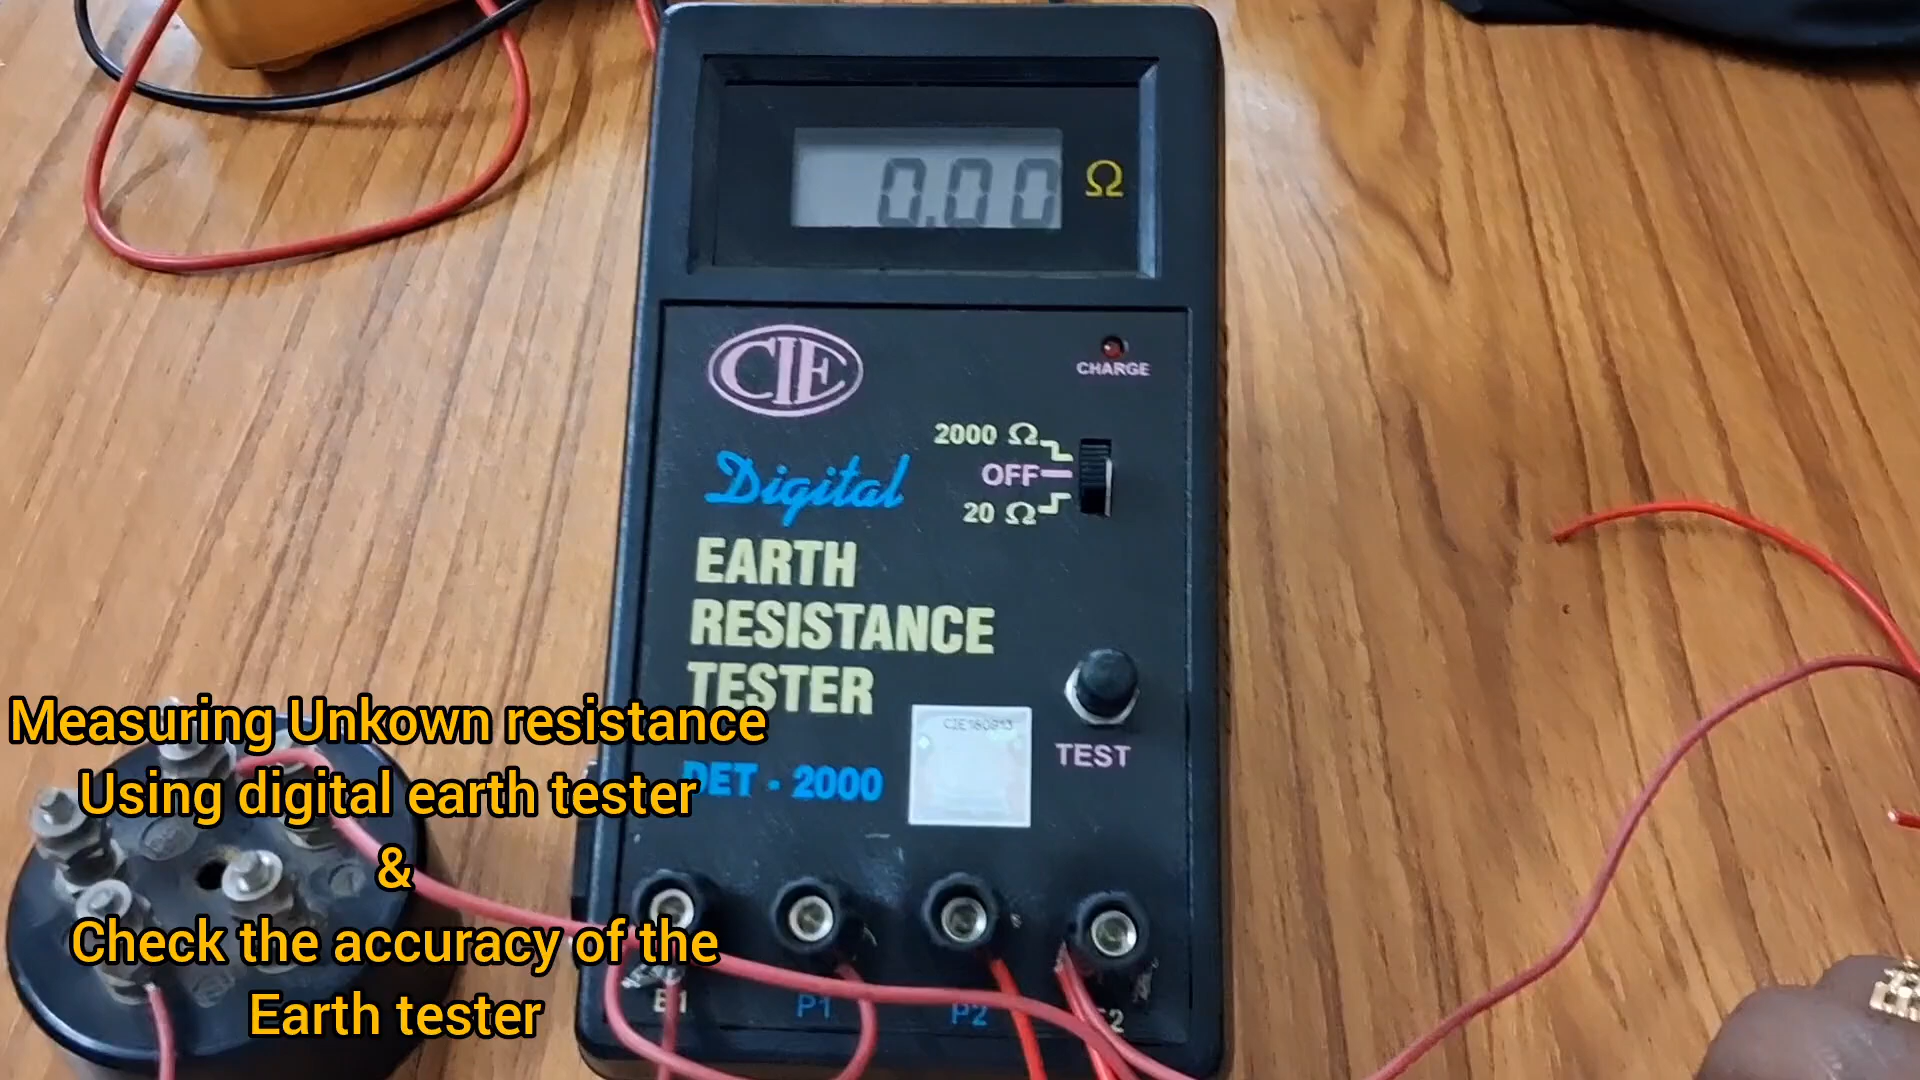 0.00 Ω
CIE
CHARGE
2000 Ω
OFF
20 Ω
Digital
EARTH
RESISTANCE
TESTER
TEST
DET - 2000
CIE160913
P1
P2
Measuring Unkown resistance
Using digital earth tester
&
Check the accuracy of the
Earth tester